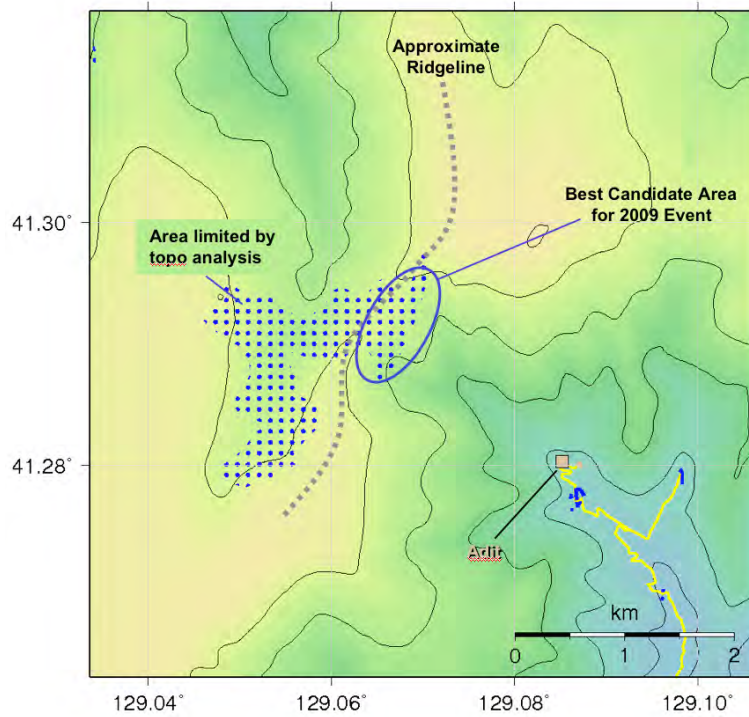 Approximate
Ridgeline
Best Candidate Area
for 2009 Event
41.30°
Area limited by
topo analysis
41.28°
Adit
km
0 1 2
129.04° 129.06° 129.08° 129.10°